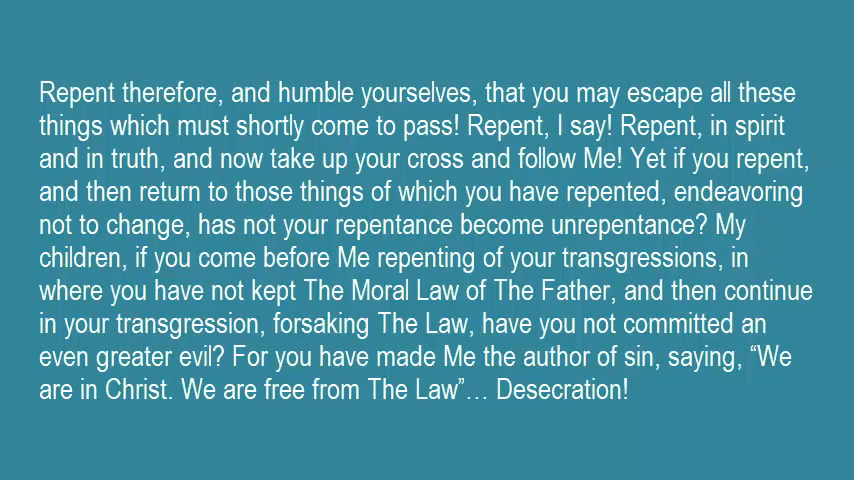 Repent therefore, and humble yourselves, that you may escape all these
things which must shortly come to pass! Repent, I say! Repent, in spirit
and in truth, and now take up your cross and follow Me! Yet if you repent,
and then return to those things of which you have repented, endeavoring
not to change, has not your repentance become unrepentance? My
children, if you come before Me repenting of your transgressions, in
where you have not kept The Moral Law of The Father, and then continue
in your transgression, forsaking The Law, have you not committed an
even greater evil? For you have made Me the author of sin, saying, “We
are in Christ. We are free from The Law”… Desecration!